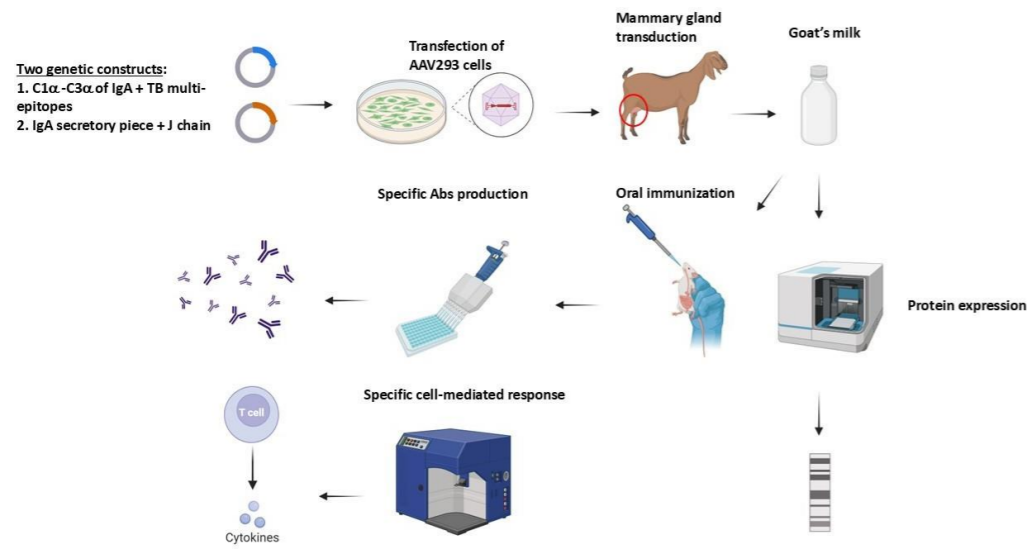 Two genetic constructs:
1. C1α-C3α of IgA + TB multi-
epitopes
2. IgA secretory piece + J chain
Transfection of
AAV293 cells
Mammary gland
transduction
Goat's milk
Specific Abs production
Oral immunization
Protein expression
Specific cell-mediated response
T cell
Cytokines